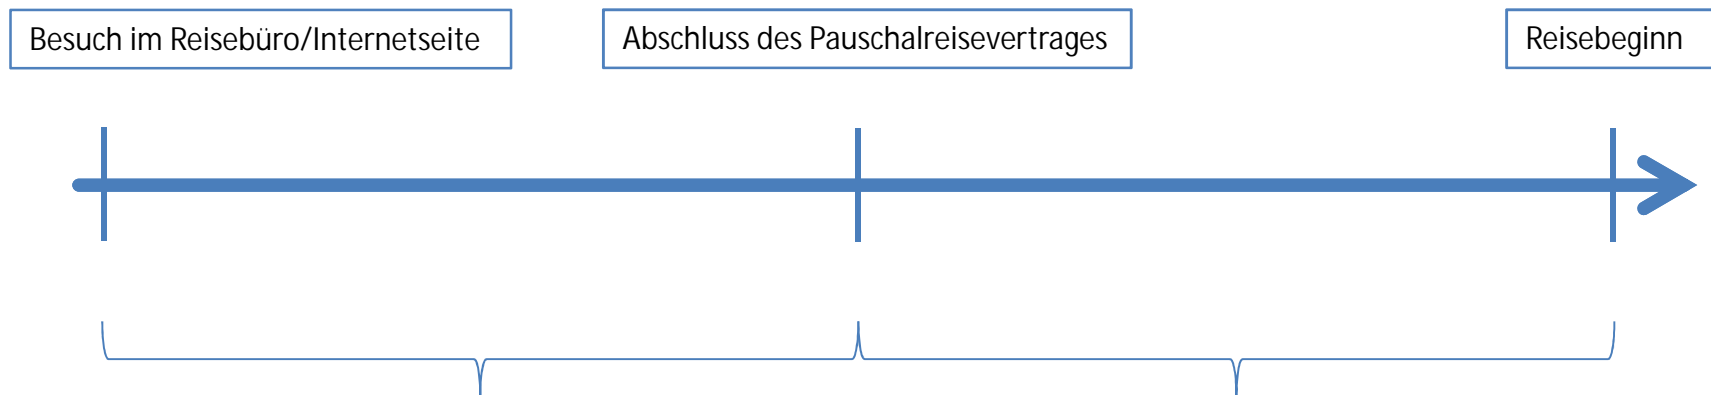 Besuch im Reisebüro/Internetseite
Abschluss des Pauschalreisevertrages
Reisebeginn